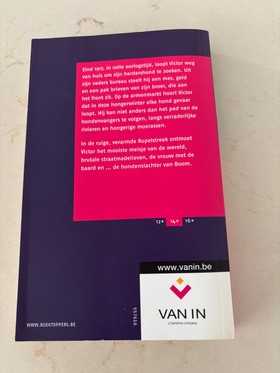 Eind 1917, in volle oorlogstijd, loopt Victor weg
van huis om zijn herdershond te zoeken. Uit
zijn vaders bureau steelt hij een mes, geld
en een pak brieven van zijn broer, die aan
het front zit. Op de armenmarkt hoort Victor
dat in deze hongerwinter elke hond gevaar
loopt. Hij kan niet anders dan het pad van de
hondenvangers te volgen, langs verraderlijke
rivieren en hongerige moerassen.
In de ruige, verarmde Rupelstreek ontmoet
Victor het mooiste meisje van de wereld,
brutale straatmadelieven, de vrouw met de
baard en ... de hondenslachter van Boom.
12+ 14+ 16+
www.vanin.be
VAN IN
a Sanoma company
WWW.BOEKTOPPERS.BE